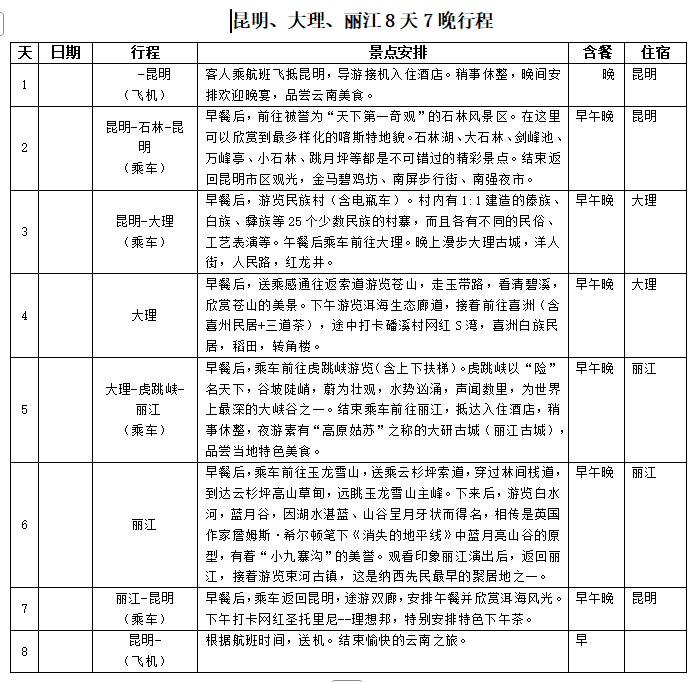 昆明、大理、丽江8天7晚行程
天 日期 行程 景点安排 含餐 住宿
1 -昆明 （飞机） 客人乘航班飞抵昆明，导游接机入住酒店。稍事休整，晚间安 晚 昆明
排欢迎晚宴，品尝云南美食。
2 昆明-石林-昆 早餐后，前往被誉为“天下第一奇观”的石林风景区。在这里 早午晚 昆明
明 可以欣赏到最多样化的喀斯特地貌。石林湖、大石林、剑峰池、
（乘车） 万峰亭、小石林、跳月坪等都是不可错过的精彩景点。结束返
回昆明市区观光，金马碧鸡坊、南屏步行街、南强夜市。
3 昆明-大理 早餐后，游览民族村（含电瓶车）。村内有1:1建造的傣族、 早午晚 大理
（乘车） 白族、彝族等25个少数民族的村寨，而且各有不同的民俗、
工艺表演等。午餐后乘车前往大理。晚上漫步大理古城，洋人
街，人民路，红龙井。
4 大理 早餐后，送乘感通往返索道游览苍山，走玉带路，看清碧溪， 早午晚 大理
欣赏苍山的美景。下午游览洱海生态廊道，接着前往喜洲（含
喜州民居+三道茶），途中打卡磻溪村网红S湾，喜洲白族民
居，稻田，转角楼。
5 大理-虎跳峡- 早餐后，乘车前往虎跳峡游览（含上下扶梯）。虎跳峡以“险” 早午晚 丽江
丽江 名天下，谷坡陡峭，蔚为壮观，水势汹涌，声闻数里，为世界
（乘车） 上最深的大峡谷之一。结束乘车前往丽江，抵达入住酒店，稍
事休整，夜游素有“高原姑苏”之称的大研古城（丽江古城），
品尝当地特色美食。
6 丽江 早餐后，乘车前往玉龙雪山，送乘云杉坪索道，穿过林间栈道， 早午晚 丽江
到达云杉坪高山草甸，远眺玉龙雪山主峰。下来后，游览白水
河，蓝月谷，因湖水湛蓝、山谷呈月牙状而得名，相传是英国
作家詹姆斯·希尔顿笔下《消失的地平线》中蓝月亮山谷的原
型，有着“小九寨沟”的美誉。观看印象丽江演出后，返回丽
江，接着游览束河古镇，这是纳西先民最早的聚居地之一。
7 丽江-昆明 早餐后，乘车返回昆明，途游双廊，安排午餐并欣赏洱海风光。 早午晚 昆明
（乘车） 下午打卡网红圣托里尼--理想邦，特别安排特色下午茶。
8 昆明- 根据航班时间，送机。结束愉快的云南之旅。 早
（飞机）